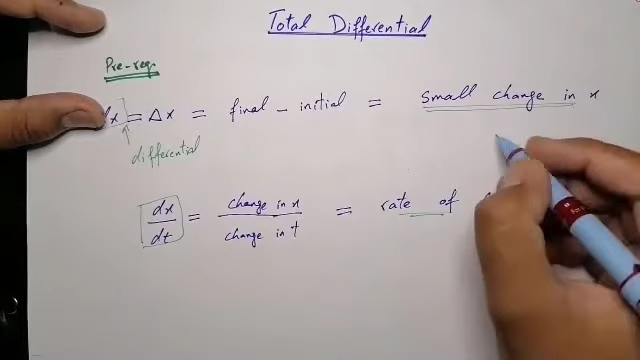 Total Differential
Pre-req.
dx = Δx = final - initial = small change in x
differential
dx/dt = change in x / change in t = rate of